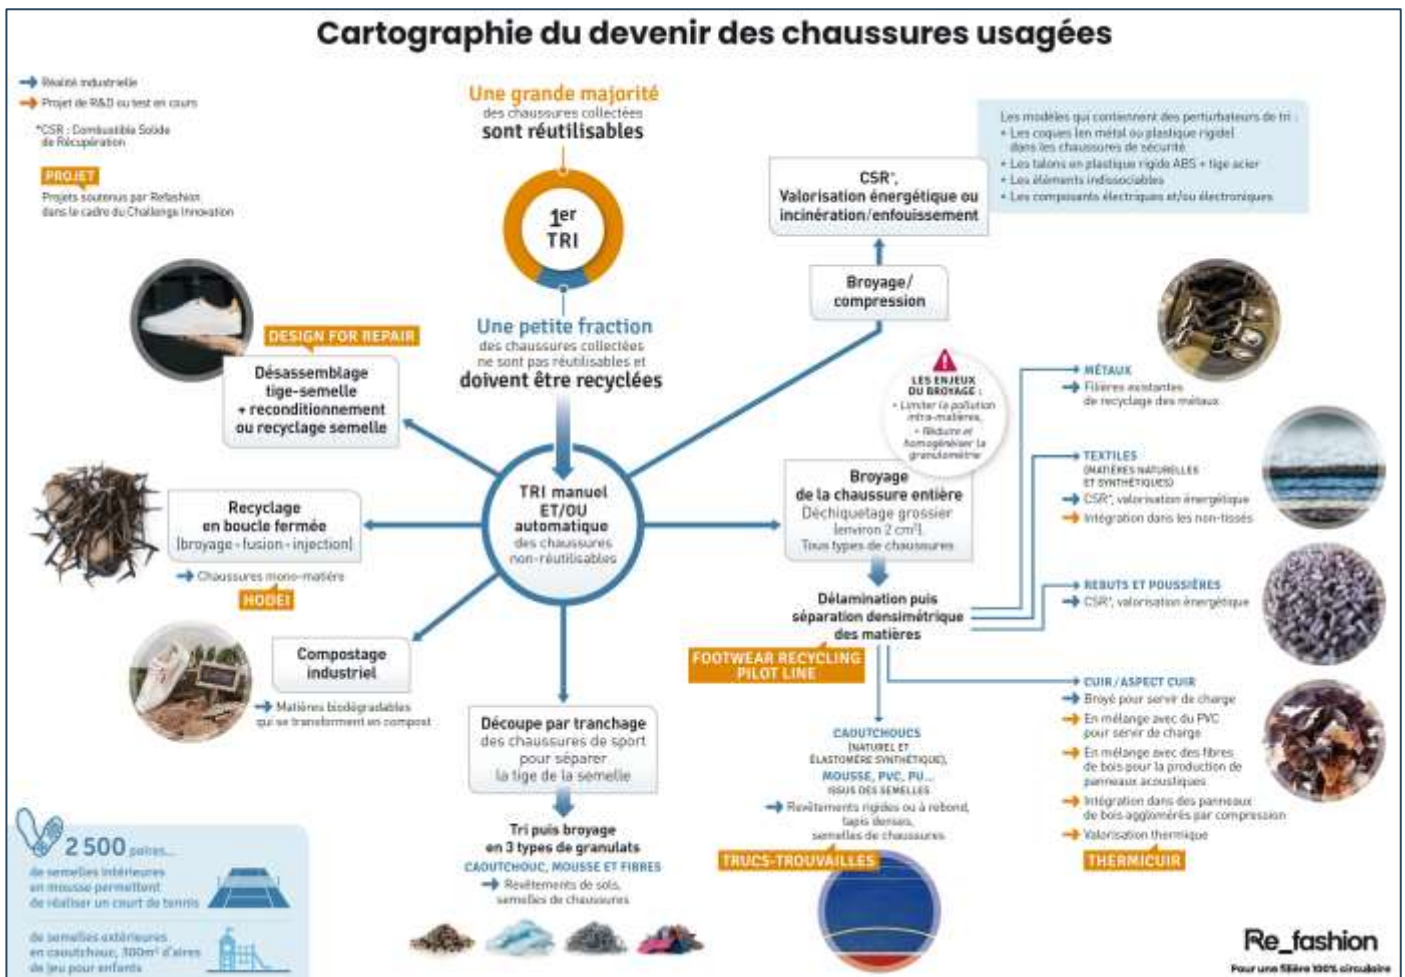 Cartographie du devenir des chaussures usagées
Réalité industrielle
Projet de R&D ou test en cours
*CSR : Combustible Solide
de Récupération
PROJET
Projets soutenus par Refashion
dans le cadre du Challenge Innovation
Une grande majorité
des chaussures collectées
sont réutilisables
1er
TRI
Une petite fraction
des chaussures collectées
ne sont pas réutilisables et
doivent être recyclées
TRI manuel
ET/OU
automatique
des chaussures
non-réutilisables
CSR*,
Valorisation énergétique ou
incinération/enfouissement
Broyage/
compression
Les modèles qui contiennent des perturbateurs de tri :
• Les coques (en métal ou plastique rigide)
dans les chaussures de sécurité
• Les talons en plastique rigide ABS + tige acier
• Les éléments indissociables
• Les composants électriques et/ou électroniques
DESIGN FOR REPAIR
Désassemblage
tige-semelle
+ reconditionnement
ou recyclage semelle
Recyclage
en boucle fermée
(broyage - fusion - injection)
Chaussures mono-matière
HODEI
Compostage
industriel
Matières biodégradables
qui se transforment en compost
Découpe par tranchage
des chaussures de sport
pour séparer
la tige de la semelle
Tri puis broyage
en 3 types de granulats
CAOUTCHOUC, MOUSSE ET FIBRES
Revêtements de sols,
semelles de chaussures
LES ENJEUX
DU BROYAGE :
• Limiter la pollution
intra-matières,
• Réduire et
homogénéiser la
granulométrie
Broyage
de la chaussure entière
Déchiquetage grossier
(environ 2 cm²).
Tous types de chaussures
Délamination puis
séparation densimétrique
des matières
FOOTWEAR RECYCLING
PILOT LINE
CAOUTCHOUCS
(NATUREL ET
ÉLASTOMÈRE SYNTHÉTIQUE),
MOUSSE, PVC, PU...
ISSUS DES SEMELLES
Revêtements rigides ou à rebond,
tapis denses,
semelles de chaussures
TRUCS-TROUVAILLES
MÉTAUX
Filières existantes
de recyclage des métaux
TEXTILES
(MATIÈRES NATURELLES
ET SYNTHÉTIQUES)
CSR*, valorisation énergétique
Intégration dans les non-tissés
REBUTS ET POUSSIÈRES
CSR*, valorisation énergétique
CUIR/ASPECT CUIR
Broyé pour servir de charge
En mélange avec du PVC
pour servir de charge
En mélange avec des fibres
de bois pour la production de
panneaux acoustiques
Intégration dans des panneaux
de bois agglomérés par compression
Valorisation thermique
THERMICUIR
2 500 paires...
de semelles intérieures
en mousse permettent
de réaliser un court de tennis
de semelles extérieures
en caoutchouc, 300m² d'aires
de jeu pour enfants
Re_fashion
Pour une filière 100% circulaire